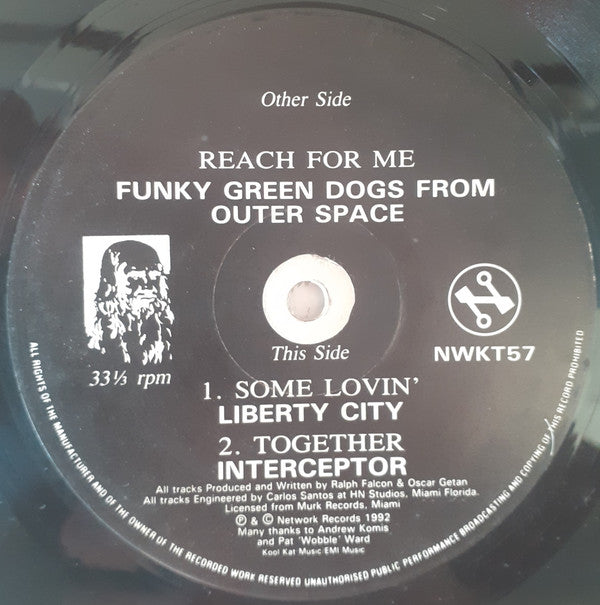 Other Side
REACH FOR ME
FUNKY GREEN DOGS FROM
OUTER SPACE
This Side
NWKT57
33⅓ rpm
1. SOME LOVIN'
LIBERTY CITY
2. TOGETHER
INTERCEPTOR
All tracks Produced and Written by Ralph Falcon & Oscar Getan
All tracks Engineered by Carlos Santos at HN Studios, Miami Florida.
Licensed from Murk Records, Miami
℗ & © Network Records 1992
Many thanks to Andrew Komis
and Pat 'Wobble' Ward
Kool Kat Music EMI Music
ALL RIGHTS OF THE MANUFACTURER AND OF THE OWNER OF THE RECORDED WORK RESERVED UNAUTHORISED PUBLIC PERFORMANCE BROADCASTING AND COPYING OF THIS RECORD PROHIBITED